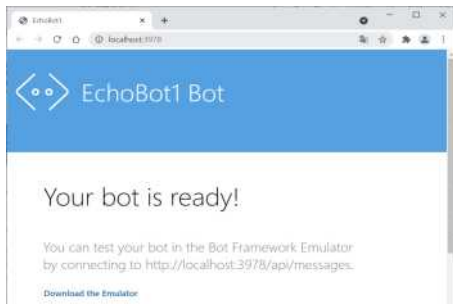 EchoBot1
localhost:3978
EchoBot1 Bot
Your bot is ready!
You can test your bot in the Bot Framework Emulator
by connecting to http://localhost:3978/api/messages.
Download the Emulator